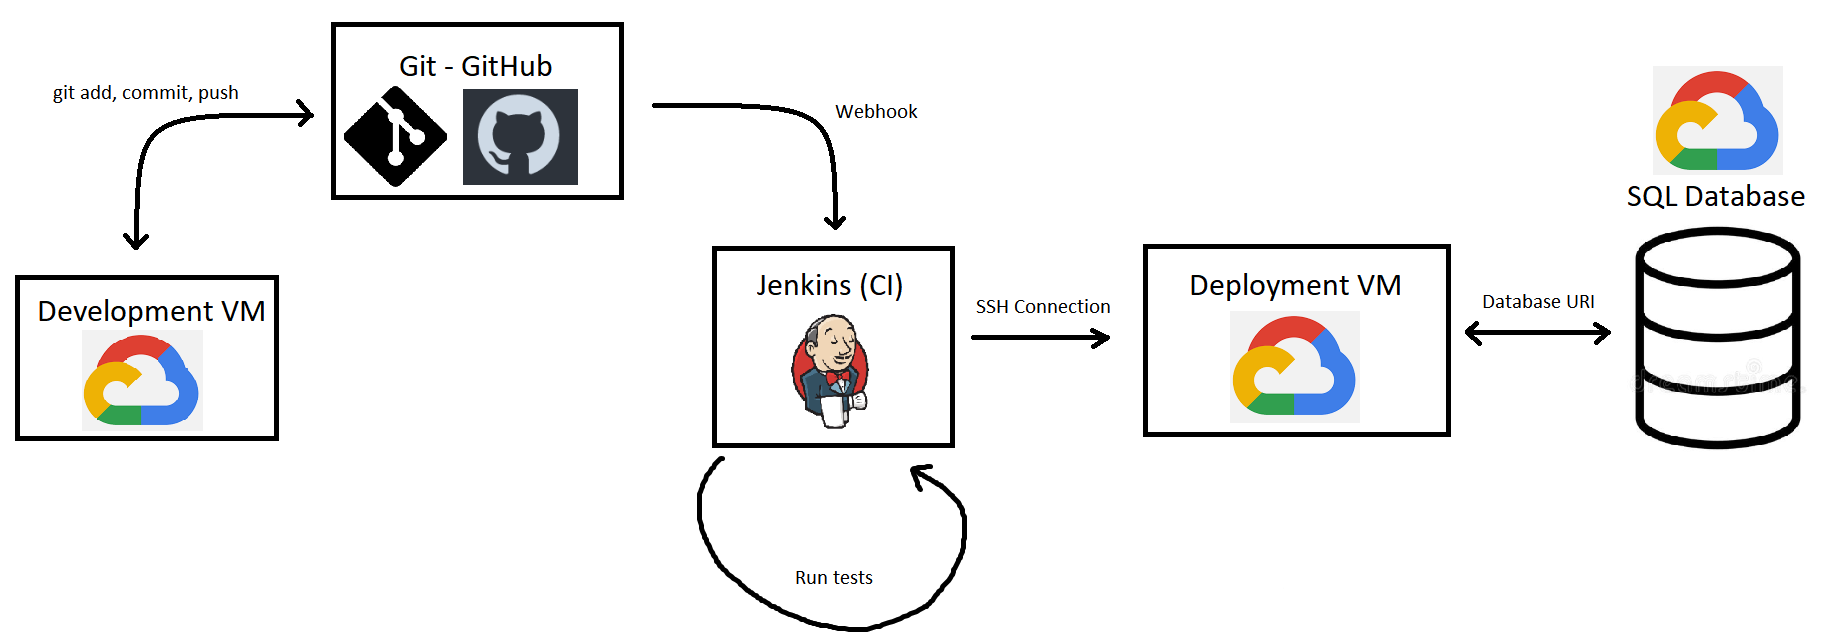 Git - GitHub
git add, commit, push
Webhook
SQL Database
Development VM
Jenkins (CI)
SSH Connection
Deployment VM
Database URI
Run tests